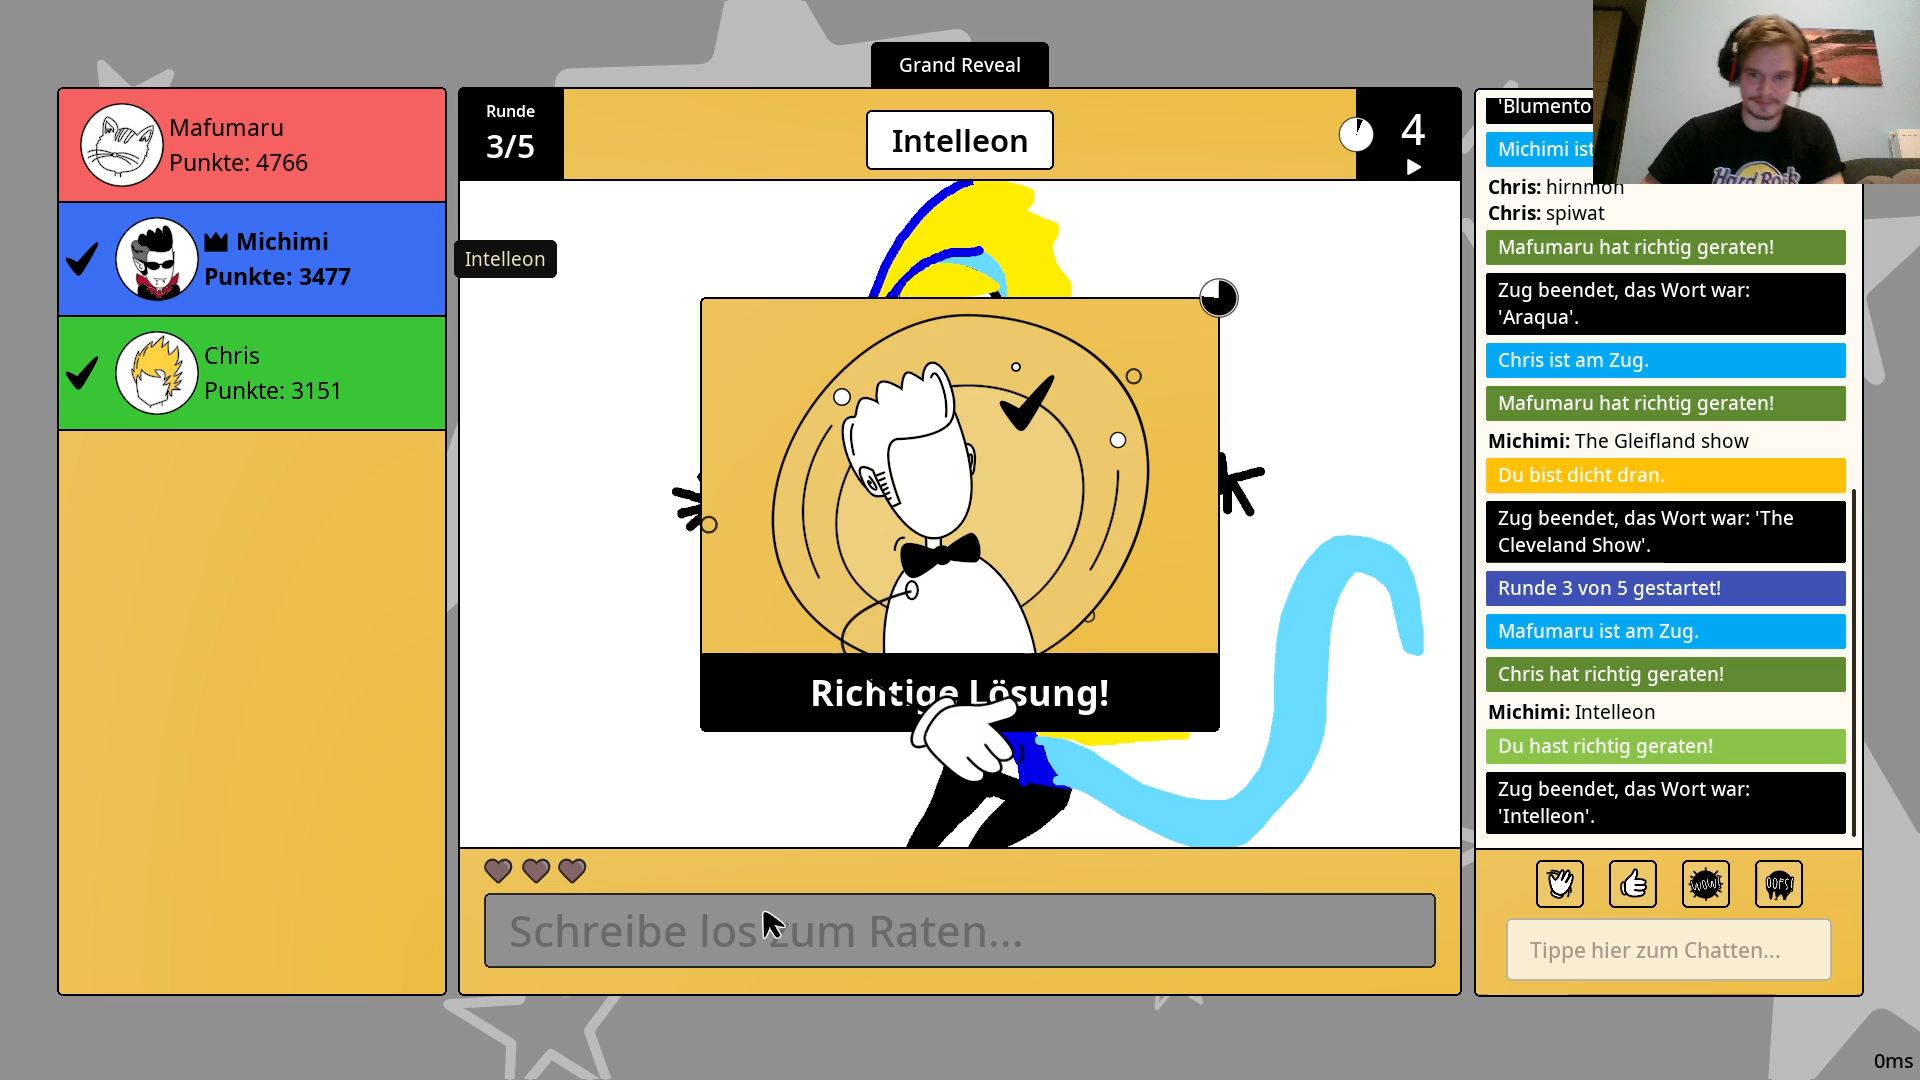 Grand Reveal
Mafumaru
Punkte: 4766
Michimi
Punkte: 3477
Chris
Punkte: 3151
Runde
3/5
Intelleon
4
Intelleon
Richtige Lösung!
Schreibe los zum Raten...
'Blumento
Michimi ist
Chris: hirnmon
Chris: spiwat
Mafumaru hat richtig geraten!
Zug beendet, das Wort war:
'Araqua'.
Chris ist am Zug.
Mafumaru hat richtig geraten!
Michimi: The Gleifland show
Du bist dicht dran.
Zug beendet, das Wort war: 'The
Cleveland Show'.
Runde 3 von 5 gestartet!
Mafumaru ist am Zug.
Chris hat richtig geraten!
Michimi: Intelleon
Du hast richtig geraten!
Zug beendet, das Wort war:
'Intelleon'.
WOW!
OOPS!
Tippe hier zum Chatten...
Hard Rock
0ms